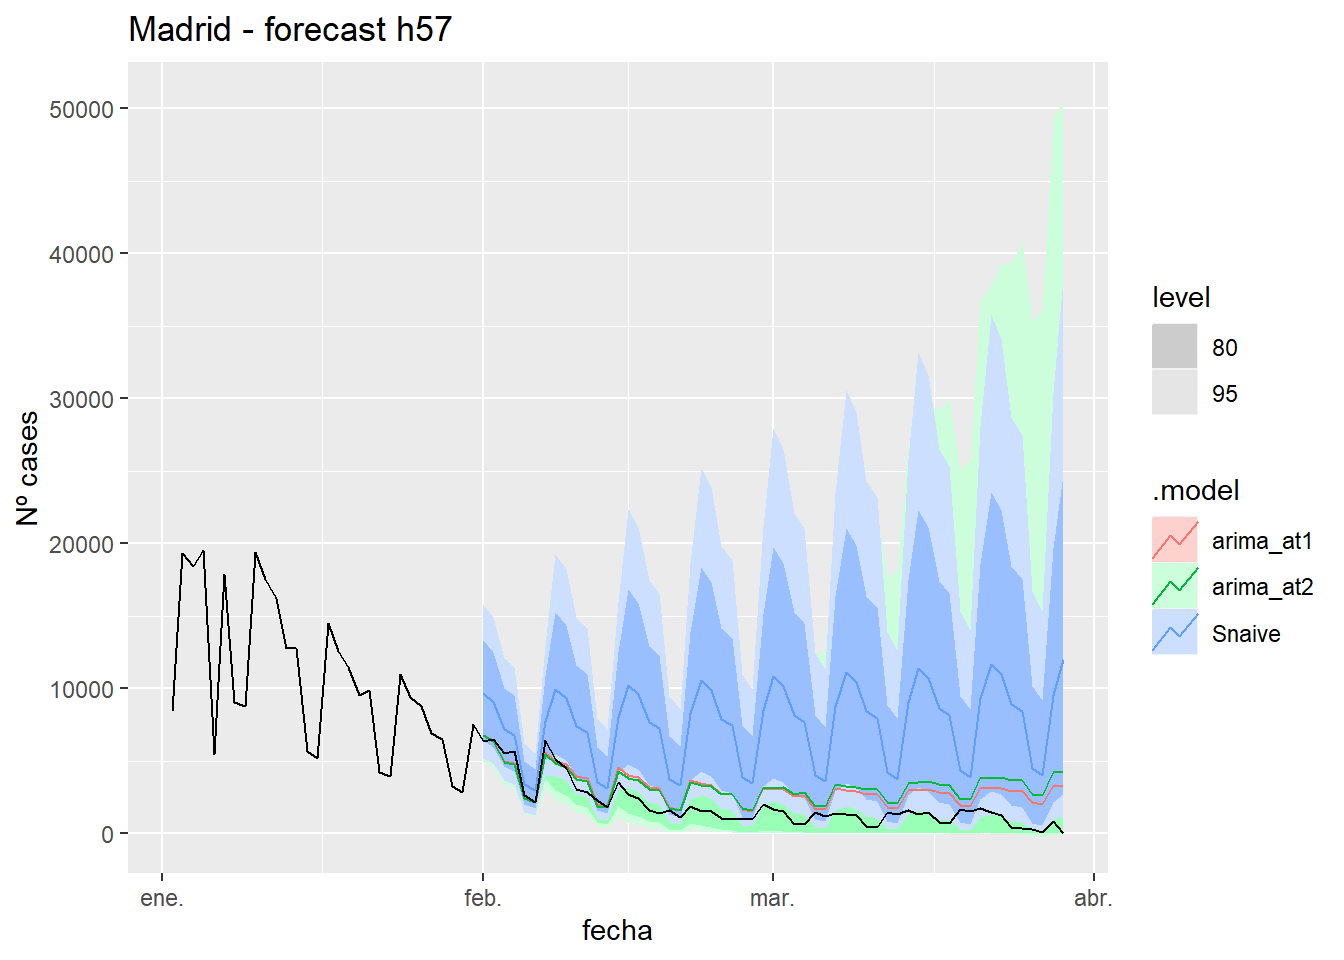 Madrid - forecast h57
Nº cases
50000
40000
30000
20000
10000
0
ene.
feb.
mar.
abr.
fecha
level
80
95
.model
arima_at1
arima_at2
Snaive